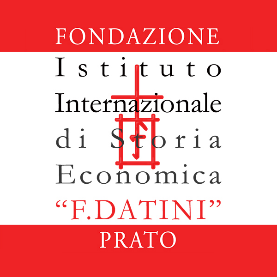 FONDAZIONE
Istituto
Internazionale
di Storia
Economica
“F.DATINI”
PRATO